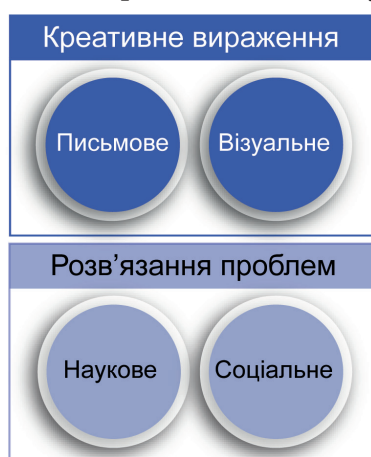 Креативне вираження
Письмове Візуальне
Розв’язання проблем
Наукове Соціальне